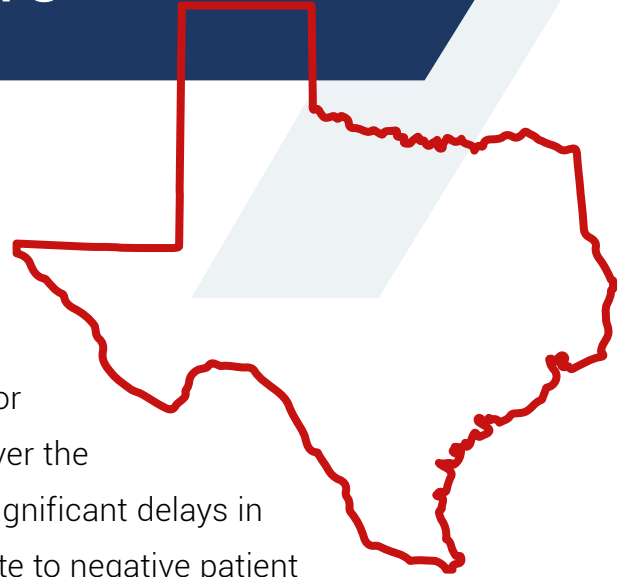 or
ver the
gnificant delays in
te to negative patient